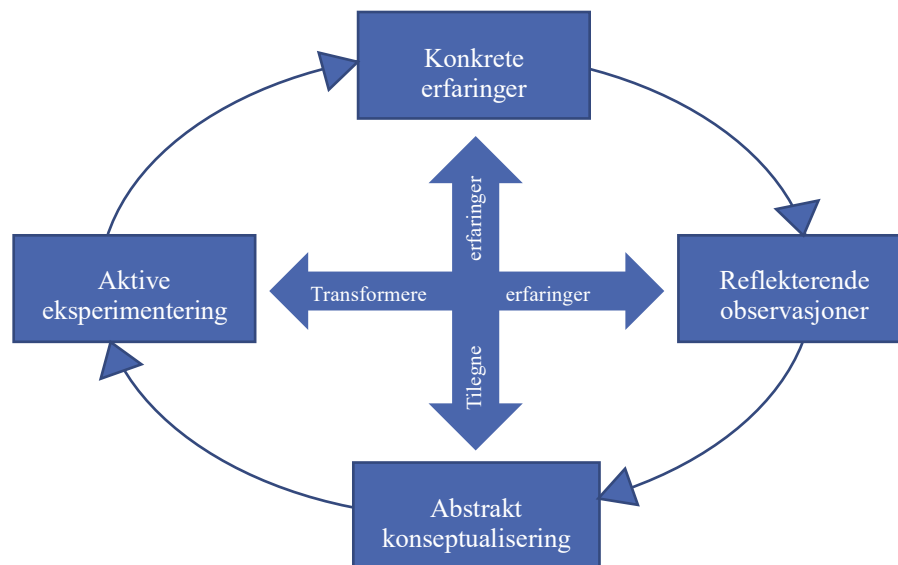 Konkrete
erfaringer
Aktive
eksperimentering
Transformere erfaringer
Tilegne erfaringer
Reflekterende
observasjoner
Abstrakt
konseptualisering